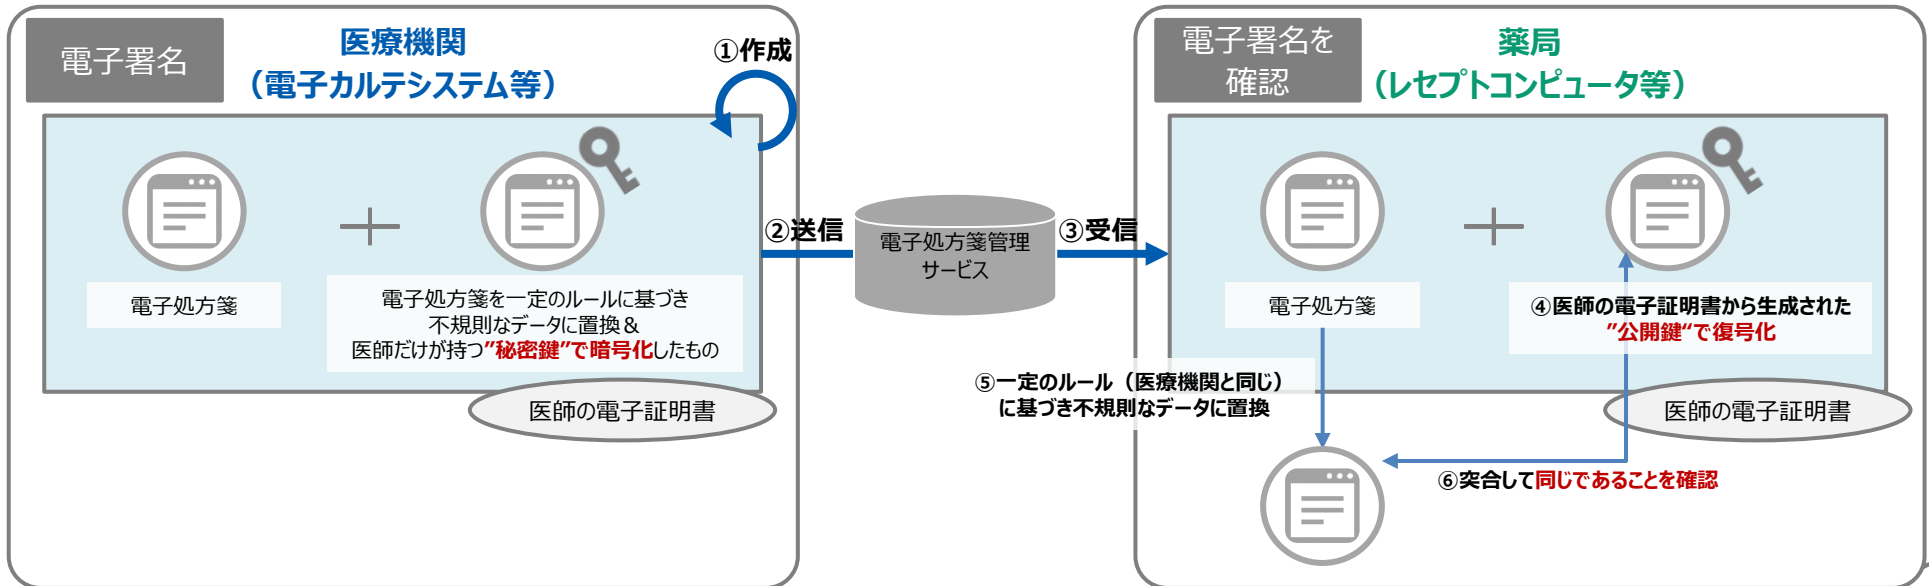 電子署名
医療機関
（電子カルテシステム等）
①作成
電子処方箋
電子処方箋を一定のルールに基づき
不規則なデータに置換＆
医師だけが持つ”秘密鍵”で暗号化したもの
医師の電子証明書
②送信
電子処方箋管理
サービス
③受信
電子署名を
確認
薬局
（レセプトコンピュータ等）
電子処方箋
④医師の電子証明書から生成された
”公開鍵“で復号化
医師の電子証明書
⑤一定のルール（医療機関と同じ）
に基づき不規則なデータに置換
⑥突合して同じであることを確認